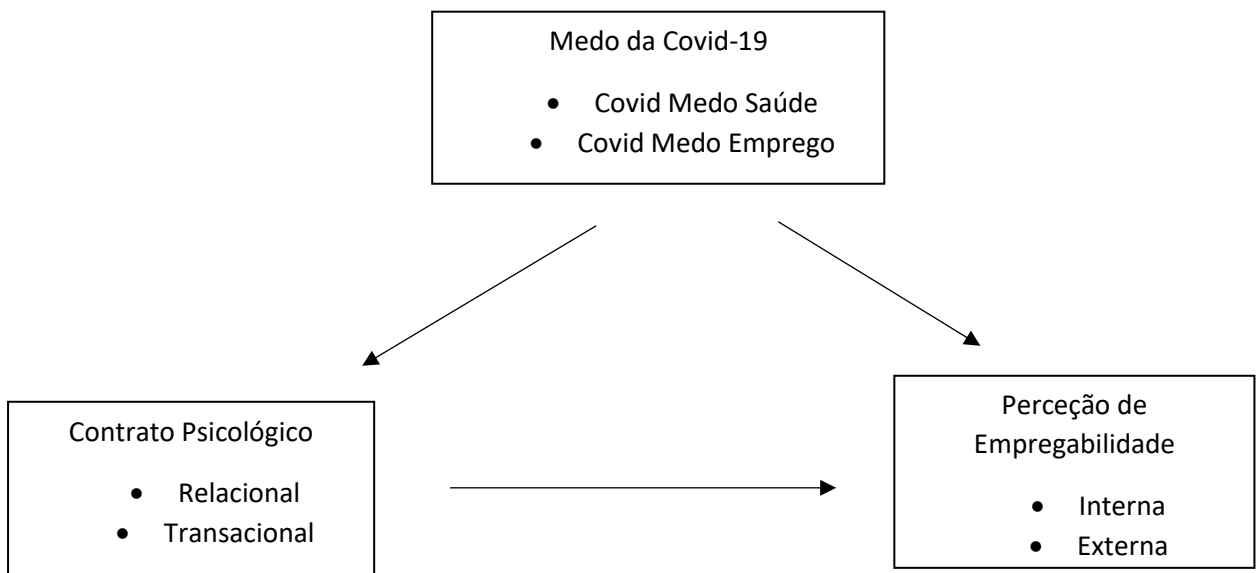 Medo da Covid-19
• Covid Medo Saúde
• Covid Medo Emprego
Contrato Psicológico
• Relacional
• Transacional
Perceção de
Empregabilidade
• Interna
• Externa